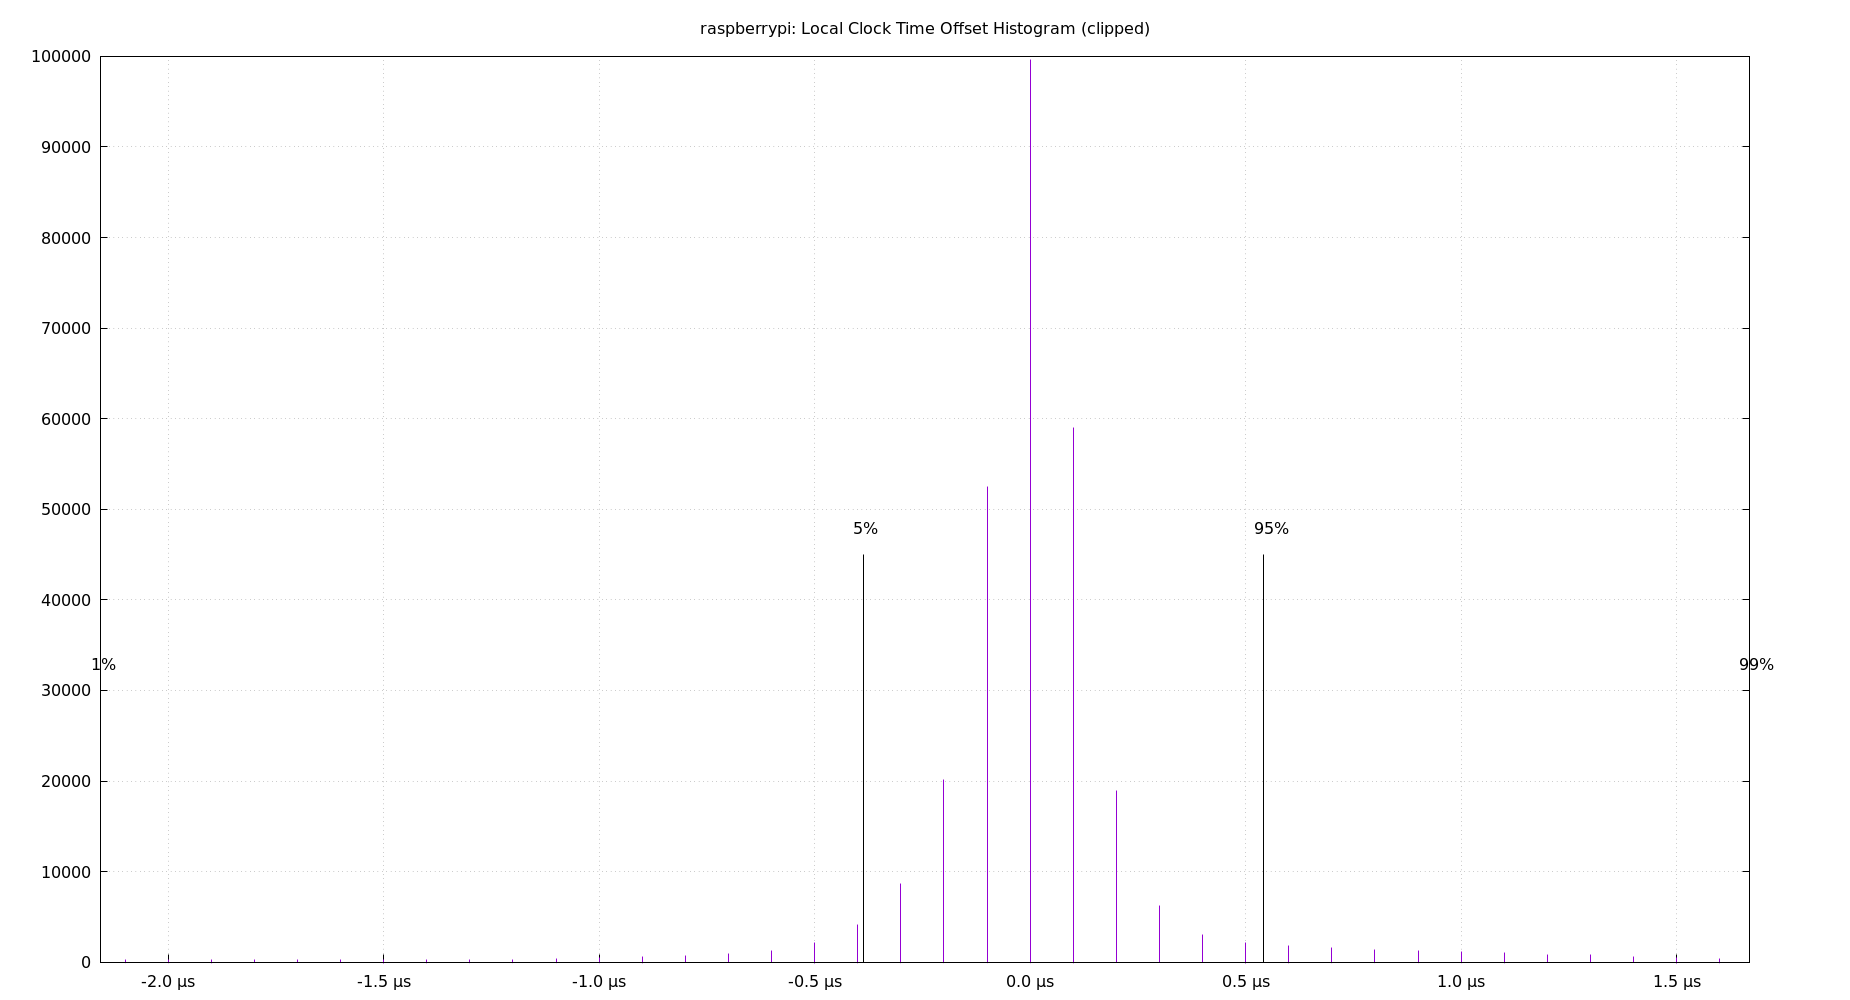 raspberrypi: Local Clock Time Offset Histogram (clipped)
100000
90000
80000
70000
60000
50000
5%
95%
40000
1%
99%
30000
20000
10000
0
-2.0 µs
-1.5 µs
-1.0 µs
-0.5 µs
0.0 µs
0.5 µs
1.0 µs
1.5 µs